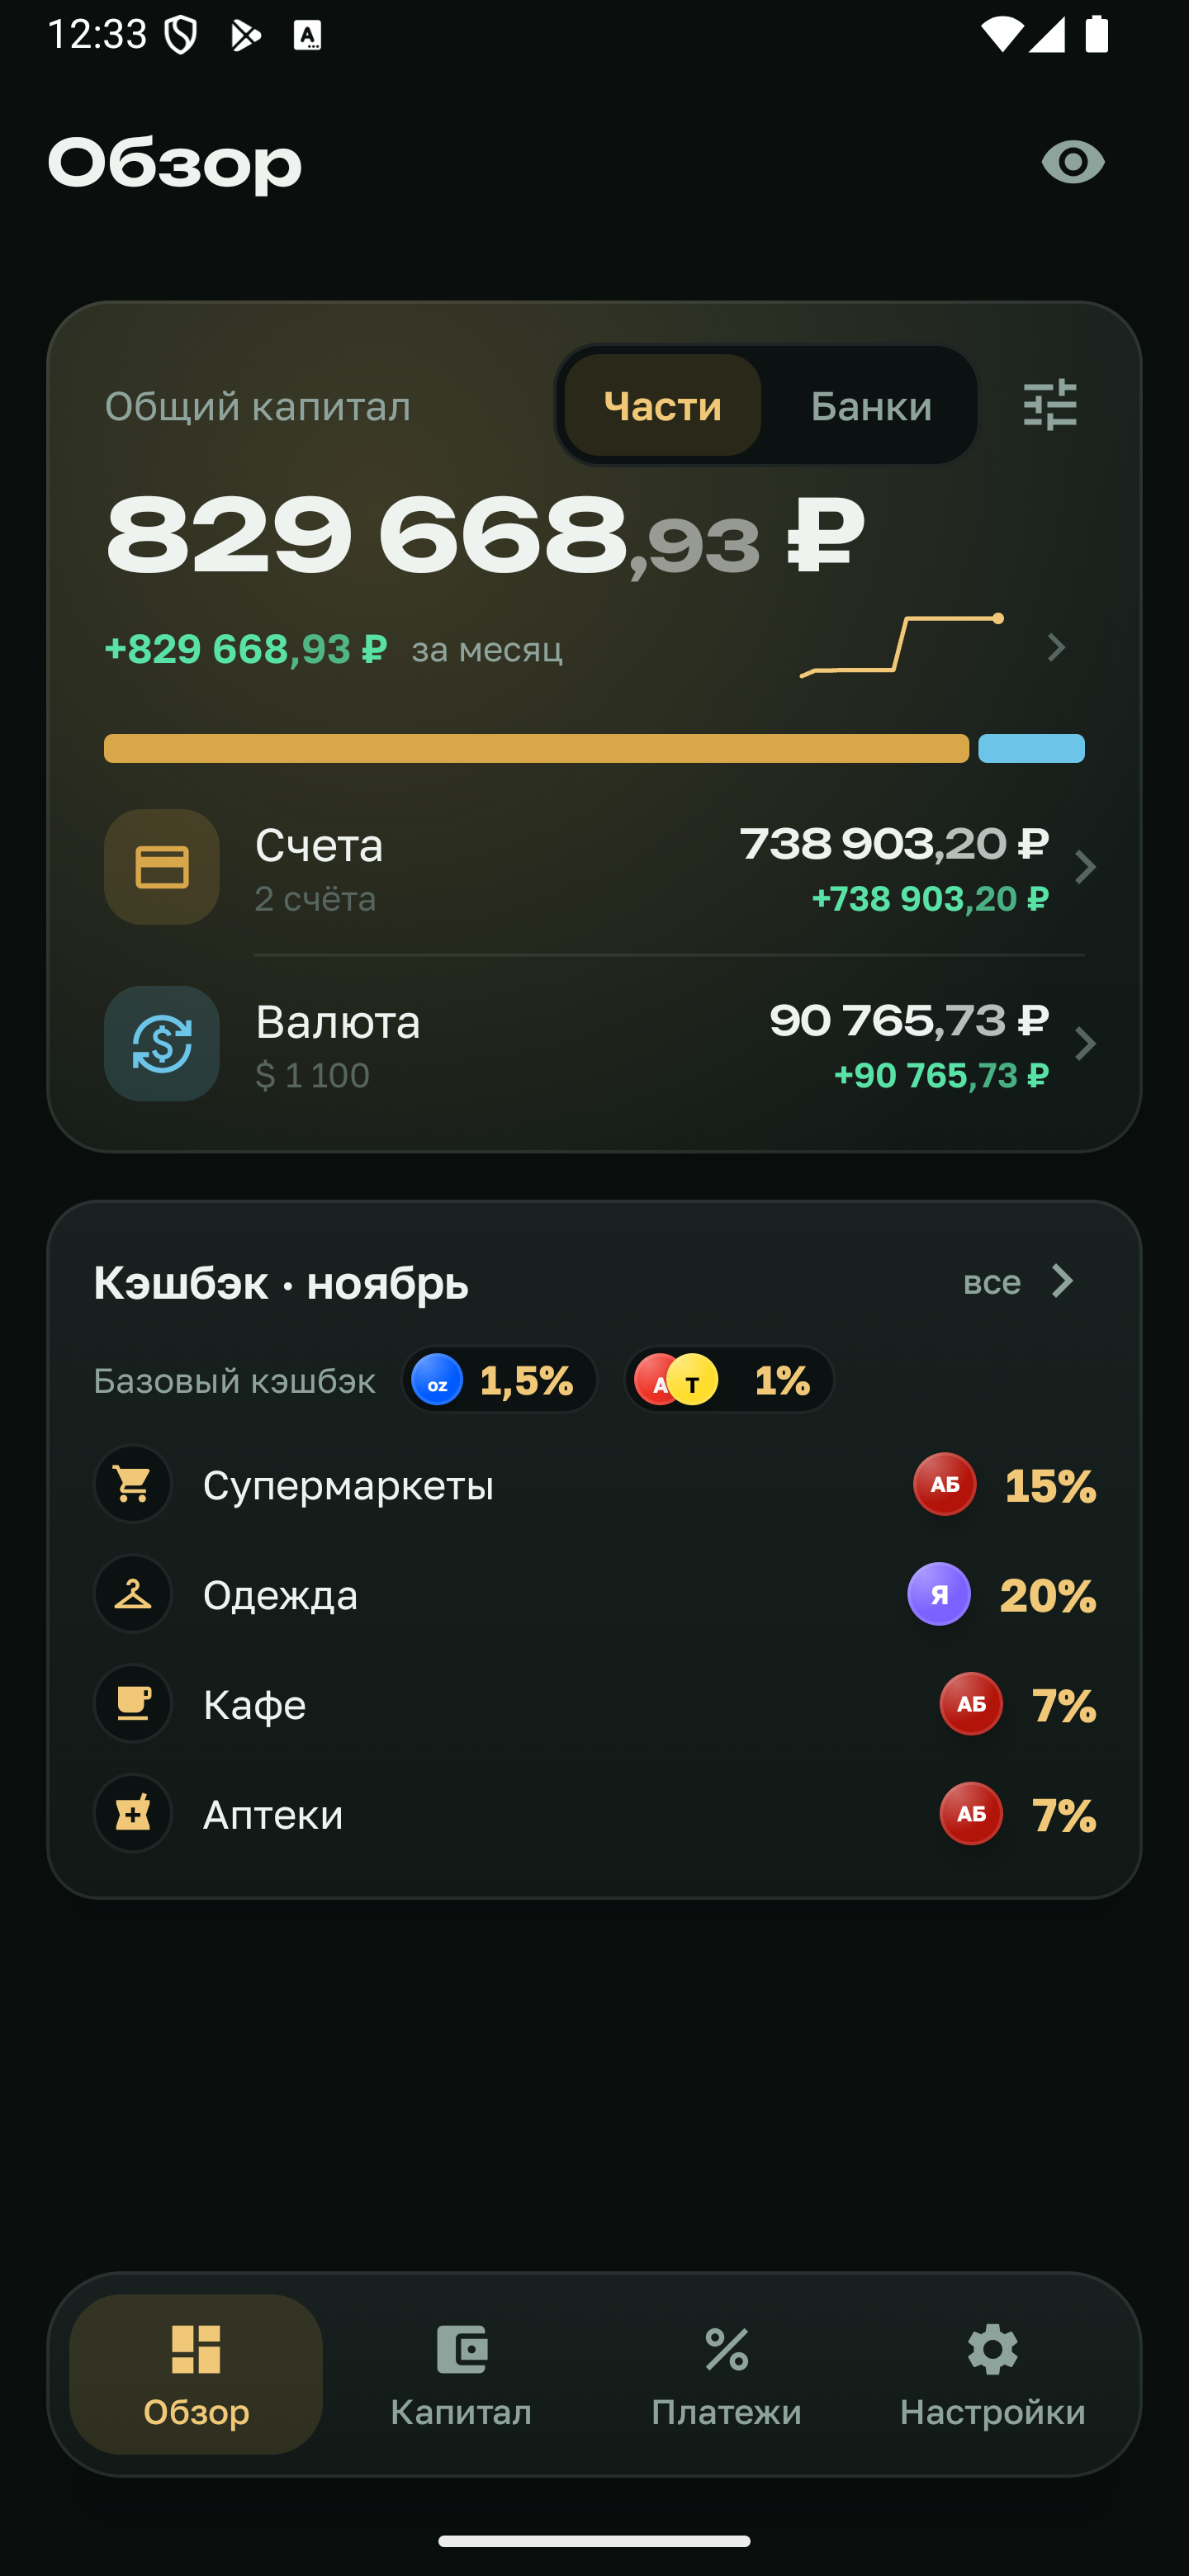 12:33
Обзор
Общий капитал Части Банки
829 668,93 ₽
+829 668,93 ₽ за месяц
Счета 738 903,20 ₽
2 счёта +738 903,20 ₽
Валюта 90 765,73 ₽
$ 1 100 +90 765,73 ₽
Кэшбэк · ноябрь все
Базовый кэшбэк oz 1,5% А Т 1%
Супермаркеты АБ 15%
Одежда Я 20%
Кафе АБ 7%
Аптеки АБ 7%
Обзор Капитал Платежи Настройки